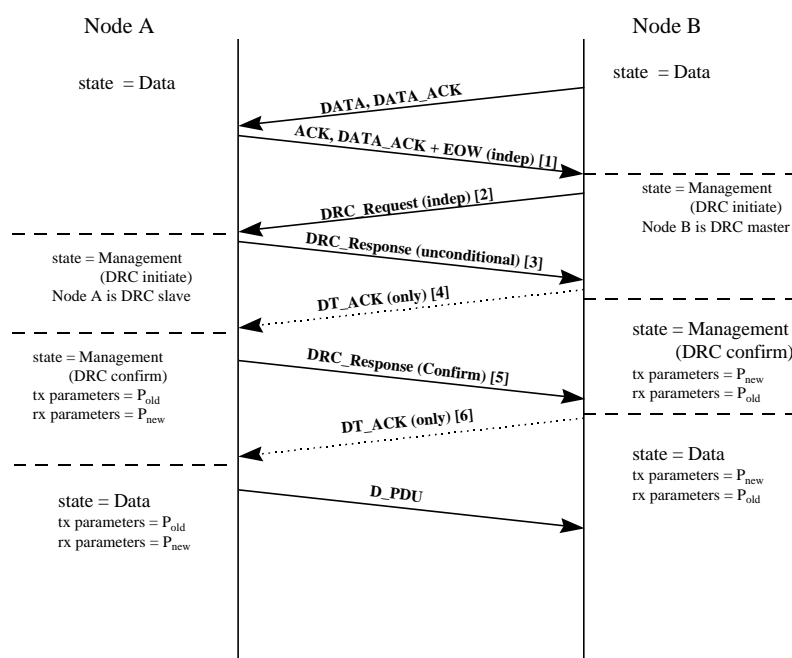 Node A
Node B
state = Data
state = Data
DATA, DATA_ACK
ACK, DATA_ACK + EOW (indep) [1]
DRC_Request (indep) [2]
state = Management
(DRC initiate)
Node B is DRC master
DRC_Response (unconditional) [3]
state = Management
(DRC initiate)
Node A is DRC slave
DT_ACK (only) [4]
state = Management
(DRC confirm)
tx parameters = Pnew
rx parameters = Pold
state = Management
(DRC confirm)
tx parameters = Pold
rx parameters = Pnew
DRC_Response (Confirm) [5]
DT_ACK (only) [6]
state = Data
tx parameters = Pnew
rx parameters = Pold
state = Data
tx parameters = Pold
rx parameters = Pnew
D_PDU